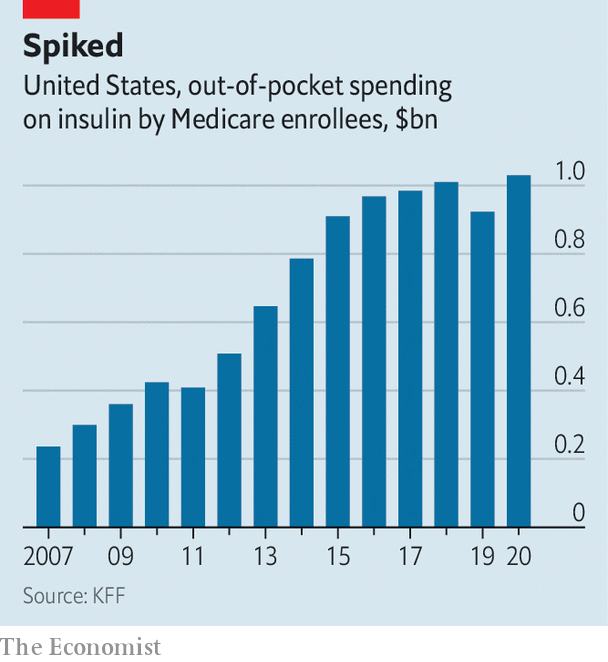 Spiked
United States, out-of-pocket spending
on insulin by Medicare enrollees, $bn
1.0
0.8
0.6
0.4
0.2
0
2007 09 11 13 15 17 19 20
Source: KFF
The Economist